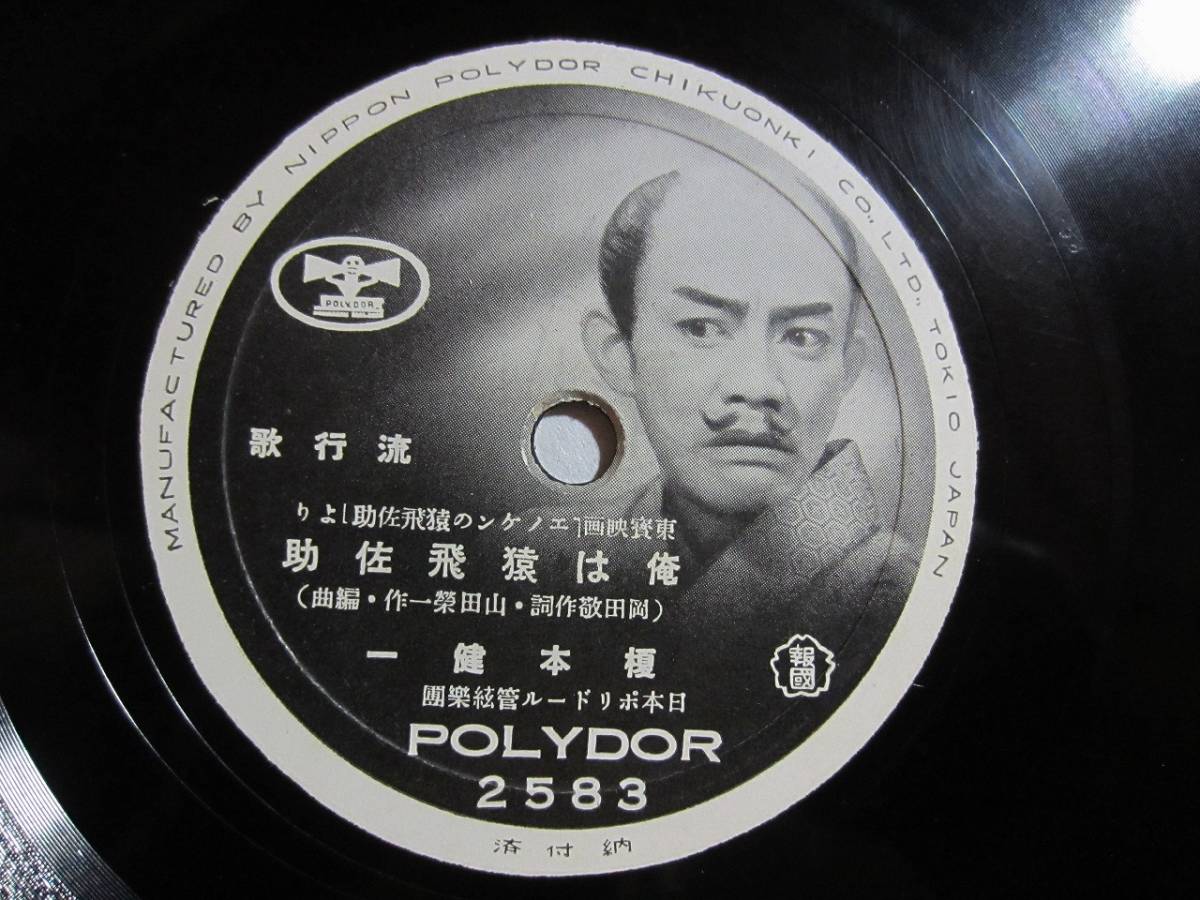 MANUFACTURED BY NIPPON POLYDOR CHIKUONKI CO., LTD., TOKIO JAPAN
POLYDOR
流行歌
東寳映画「エノケンの猿飛佐助」より
俺は猿飛佐助
(岡田敬作詞・山田榮一作・編曲)
榎本健一
日本ポリドール管絃樂團
報國
POLYDOR
2583
納付済